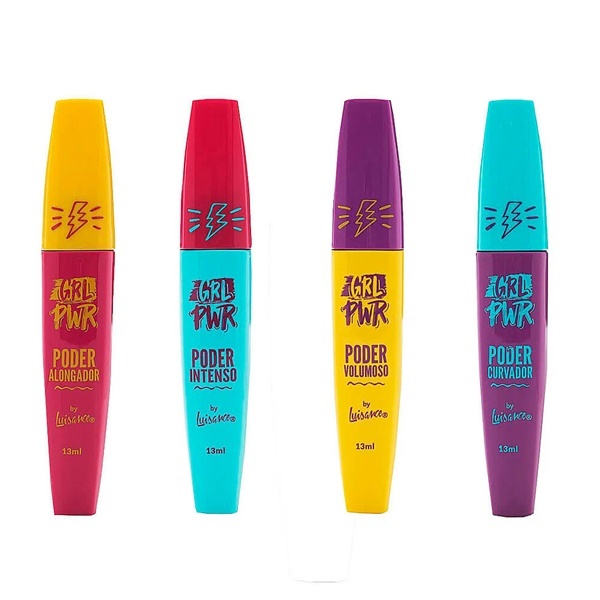 GRL
PWR
PODER
ALONGADOR
by
Luisance®
13ml
GRL
PWR
PODER
INTENSO
by
Luisance®
13ml
GRL
PWR
PODER
VOLUMOSO
by
Luisance®
13ml
GRL
PWR
PODER
CURVADOR
by
Luisance®
13ml